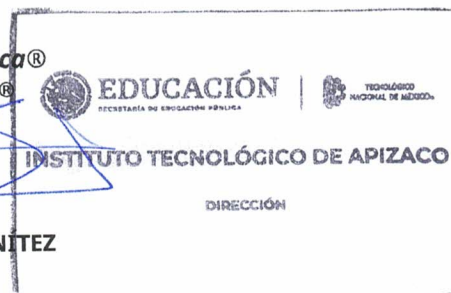 ca®
®
EDUCACIÓN
SECRETARÍA DE EDUCACIÓN PÚBLICA
TECNOLÓGICO
NACIONAL DE MÉXICO®
INSTITUTO TECNOLÓGICO DE APIZACO
DIRECCIÓN
NÍTEZ